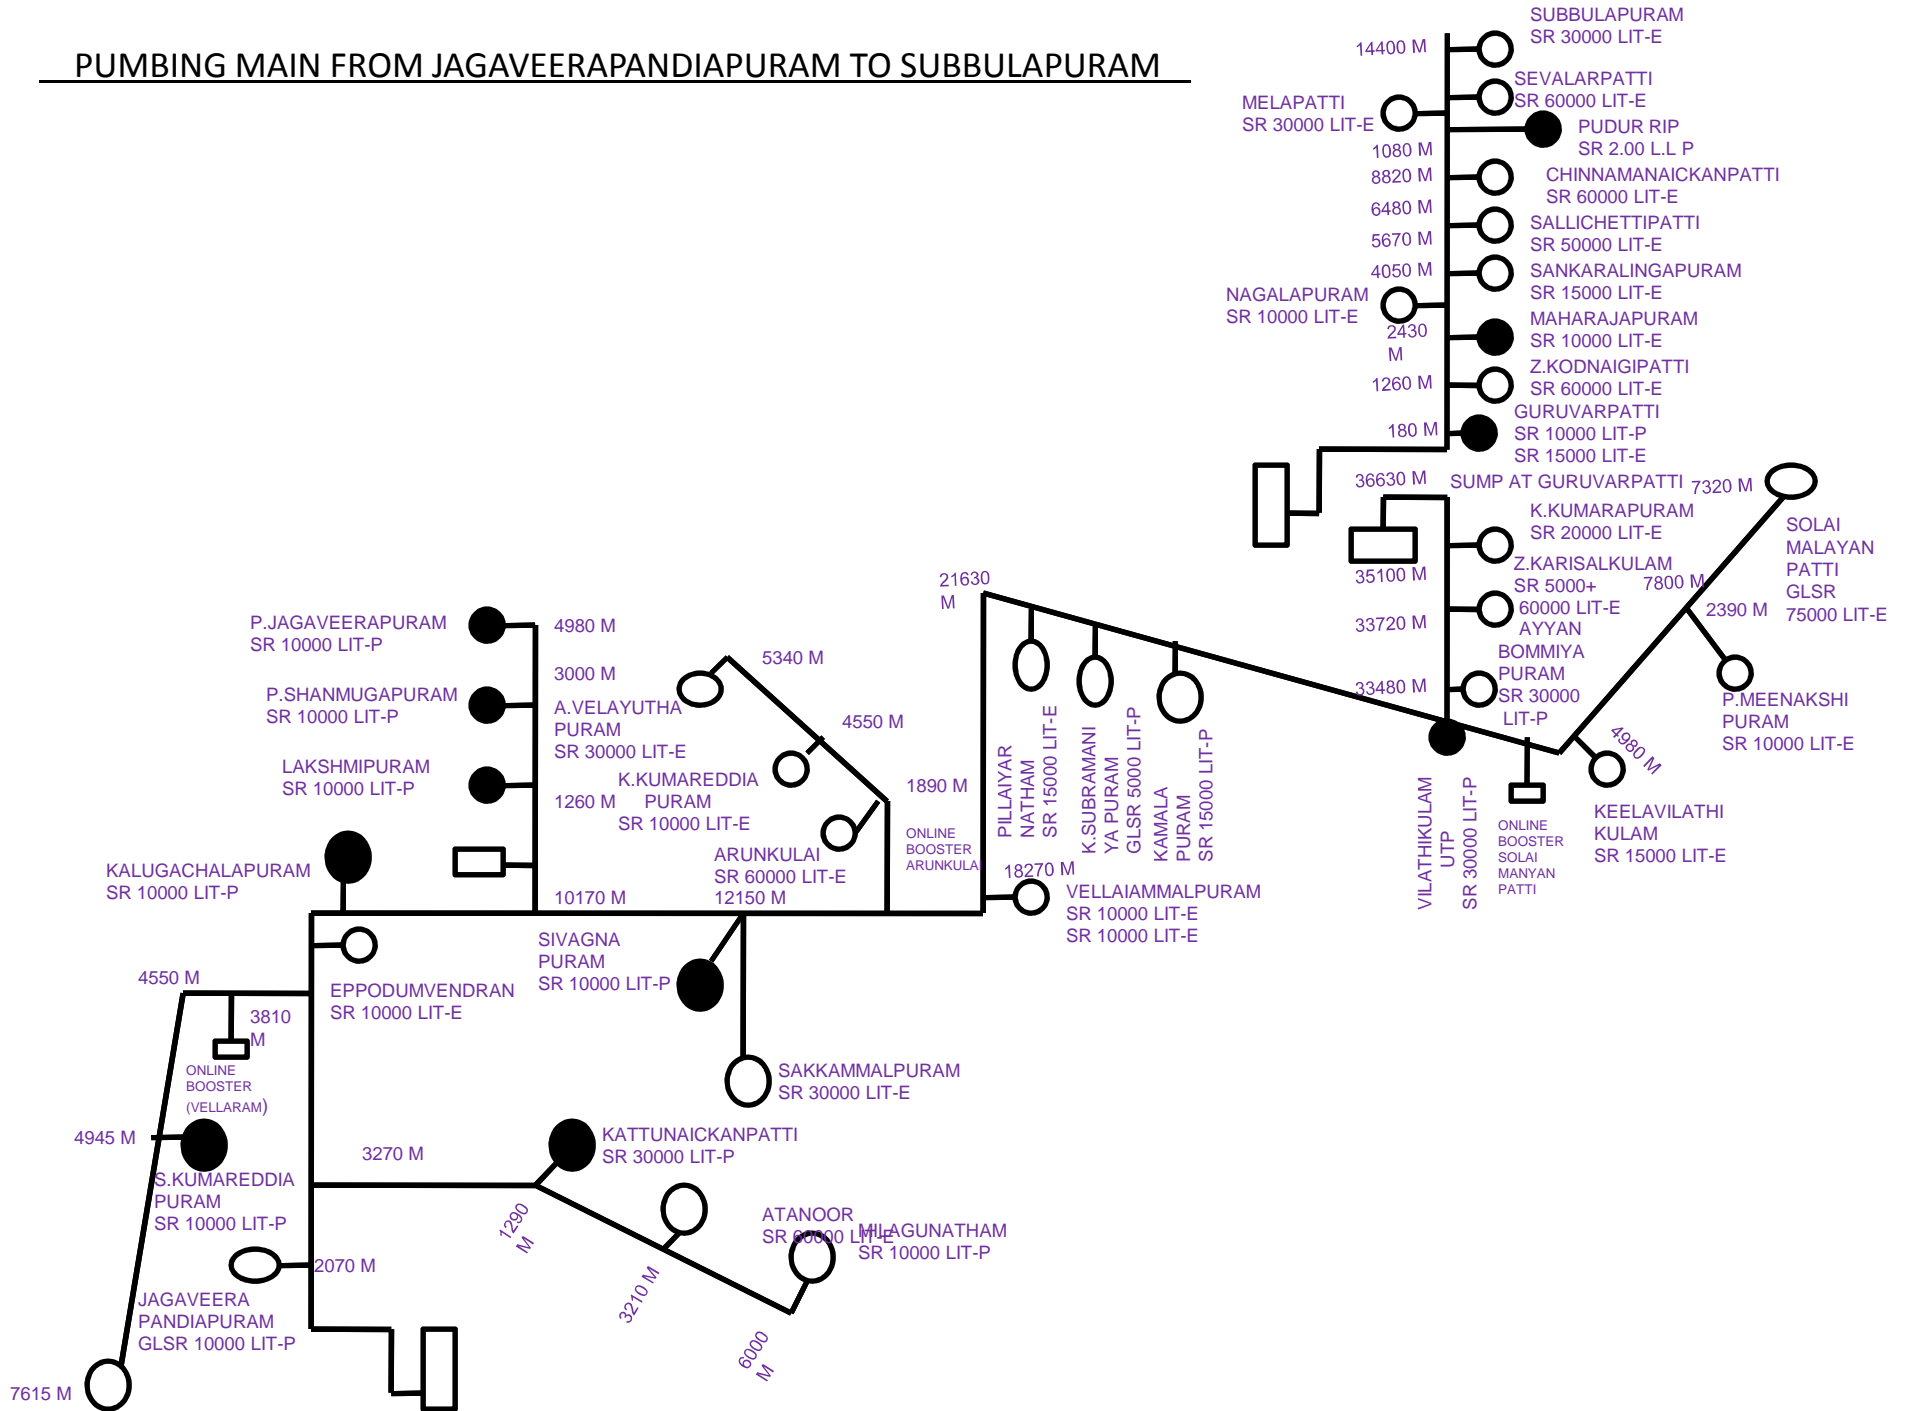 PUMBING MAIN FROM JAGAVEERAPANDIAPURAM TO SUBBULAPURAM
SUBBULAPURAM
SR 30000 LIT-E
14400 M
SEVALARPATTI
SR 60000 LIT-E
MELAPATTI
SR 30000 LIT-E
PUDUR RIP
SR 2.00 L.L P
1080 M
8820 M
CHINNAMANAICKANPATTI
SR 60000 LIT-E
6480 M
SALLICHETTIPATTI
SR 50000 LIT-E
5670 M
4050 M
SANKARALINGAPURAM
SR 15000 LIT-E
NAGALAPURAM
SR 10000 LIT-E
2430
M
MAHARAJAPURAM
SR 10000 LIT-E
1260 M
Z.KODNAIGIPATTI
SR 60000 LIT-E
180 M
GURUVARPATTI
SR 10000 LIT-P
SR 15000 LIT-E
36630 M
SUMP AT GURUVARPATTI
7320 M
K.KUMARAPURAM
SR 20000 LIT-E
SOLAI
MALAYAN
PATTI
GLSR
75000 LIT-E
35100 M
Z.KARISALKULAM
SR 5000+
60000 LIT-E
7800 M
2390 M
33720 M
AYYAN
BOMMIYA
PURAM
SR 30000
LIT-P
33480 M
P.MEENAKSHI
PURAM
SR 10000 LIT-E
4980 M
KEELAVILATHI
KULAM
SR 15000 LIT-E
VILATHIKULAM
UTP
SR 30000 LIT-P
ONLINE
BOOSTER
SOLAI
MANYAN
PATTI
21630
M
PILLAIYAR
NATHAM
SR 15000 LIT-E
K.SUBRAMANI
YA PURAM
GLSR 5000 LIT-P
KAMALA
PURAM
SR 15000 LIT-P
P.JAGAVEERAPURAM
SR 10000 LIT-P
4980 M
3000 M
P.SHANMUGAPURAM
SR 10000 LIT-P
A.VELAYUTHA
PURAM
SR 30000 LIT-E
5340 M
4550 M
LAKSHMIPURAM
SR 10000 LIT-P
K.KUMAREDDIA
PURAM
SR 10000 LIT-E
1260 M
1890 M
ONLINE
BOOSTER
ARUNKULAI
ARUNKULAI
SR 60000 LIT-E
KALUGACHALAPURAM
SR 10000 LIT-P
10170 M
12150 M
18270 M
VELLAIAMMALPURAM
SR 10000 LIT-E
SR 10000 LIT-E
SIVAGNA
PURAM
SR 10000 LIT-P
4550 M
EPPODUMVENDRAN
SR 10000 LIT-E
3810
M
ONLINE
BOOSTER
(VELLARAM)
SAKKAMMALPURAM
SR 30000 LIT-E
4945 M
S.KUMAREDDIA
PURAM
SR 10000 LIT-P
3270 M
KATTUNAICKANPATTI
SR 30000 LIT-P
1290
M
ATANOOR
SR 60000 LIT-E
MILAGUNATHAM
SR 10000 LIT-P
3210 M
6000
M
2070 M
JAGAVEERA
PANDIAPURAM
GLSR 10000 LIT-P
7615 M